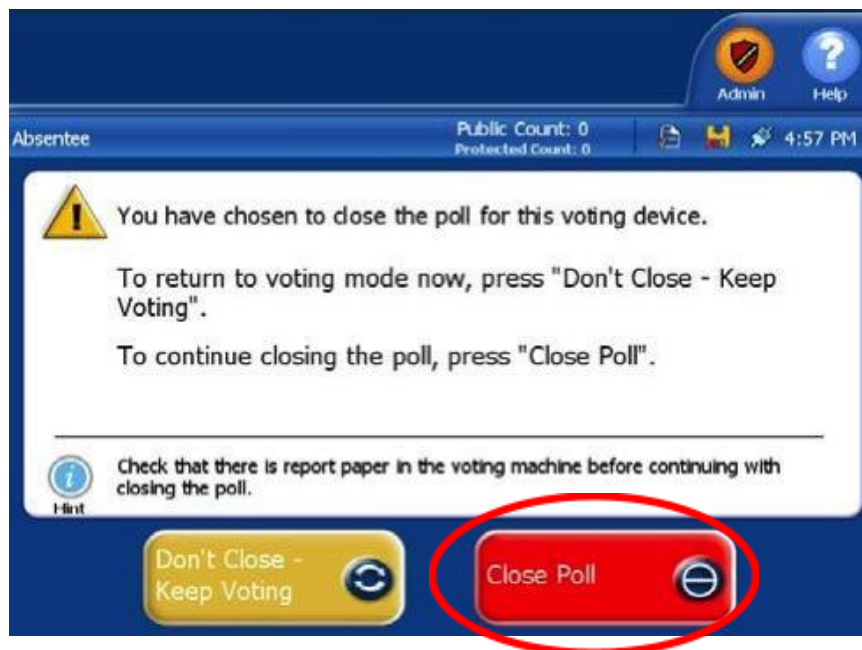 Admin
Help
Absentee
Public Count: 0
Protected Count: 0
4:57 PM
You have chosen to close the poll for this voting device.
To return to voting mode now, press "Don't Close - Keep
Voting".
To continue closing the poll, press "Close Poll".
Check that there is report paper in the voting machine before continuing with
closing the poll.
Hint
Don't Close -
Keep Voting
Close Poll